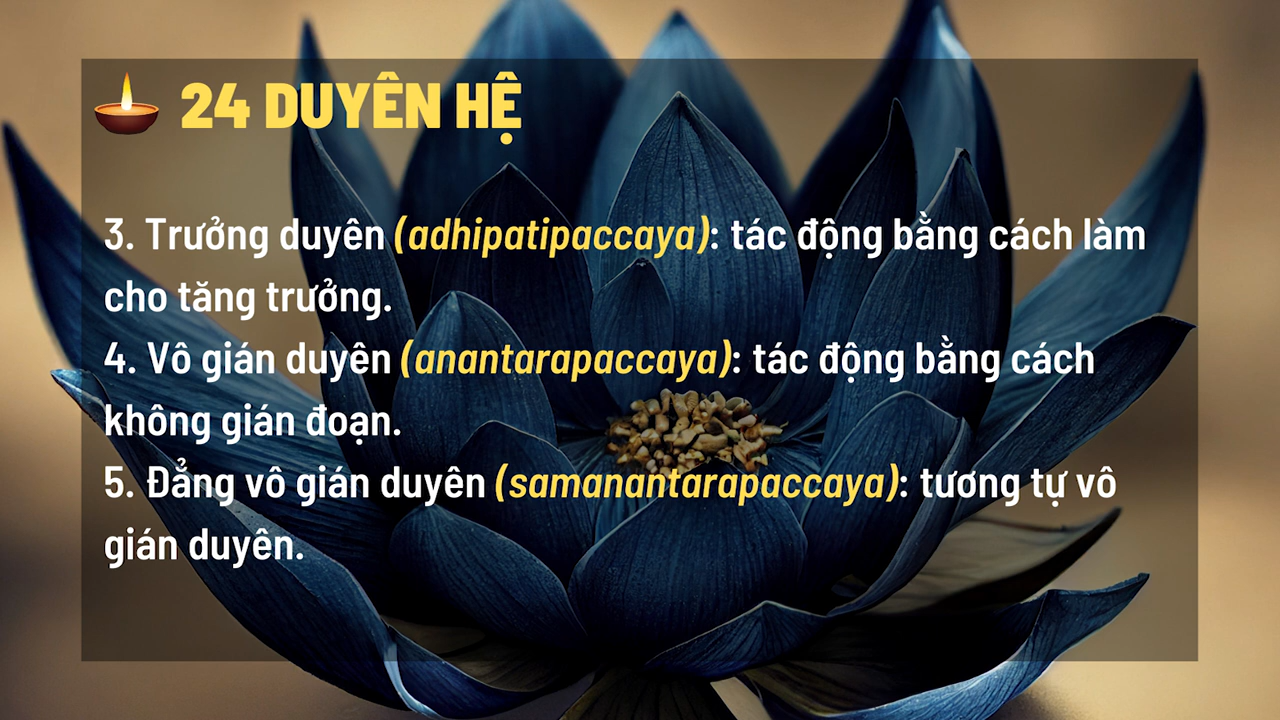 24 DUYÊN HỆ
3. Trưởng duyên (adhipatipaccaya): tác động bằng cách làm
cho tăng trưởng.
4. Vô gián duyên (anantarapaccaya): tác động bằng cách
không gián đoạn.
5. Đẳng vô gián duyên (samanantarapaccaya): tương tự vô
gián duyên.